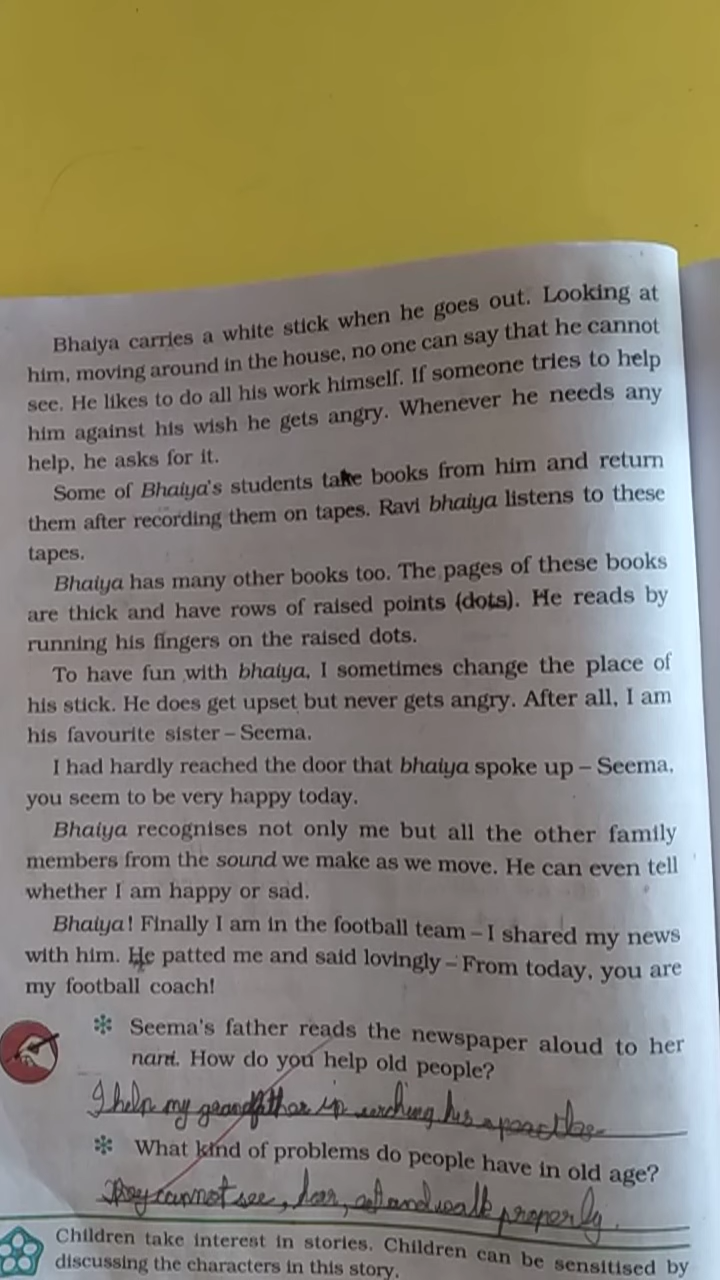 Bhaiya carries a white stick when he goes out. Looking at
him, moving around in the house, no one can say that he cannot
see. He likes to do all his work himself. If someone tries to help
him against his wish he gets angry. Whenever he needs any
help, he asks for it.
Some of Bhaiya's students take books from him and return
them after recording them on tapes. Ravi bhaiya listens to these
tapes.
Bhaiya has many other books too. The pages of these books
are thick and have rows of raised points (dots). He reads by
running his fingers on the raised dots.
To have fun with bhaiya, I sometimes change the place of
his stick. He does get upset but never gets angry. After all, I am
his favourite sister – Seema.
I had hardly reached the door that bhaiya spoke up – Seema,
you seem to be very happy today.
Bhaiya recognises not only me but all the other family
members from the sound we make as we move. He can even tell
whether I am happy or sad.
Bhaiya! Finally I am in the football team – I shared my news
with him. He patted me and said lovingly – From today, you are
my football coach!
Seema's father reads the newspaper aloud to her
nani. How do you help old people?
I help my grandfather in his
What kind of problems do people have in old age?
They cannot see, walk properly.
Children take interest in stories. Children can be sensitised by
discussing the characters in this story.